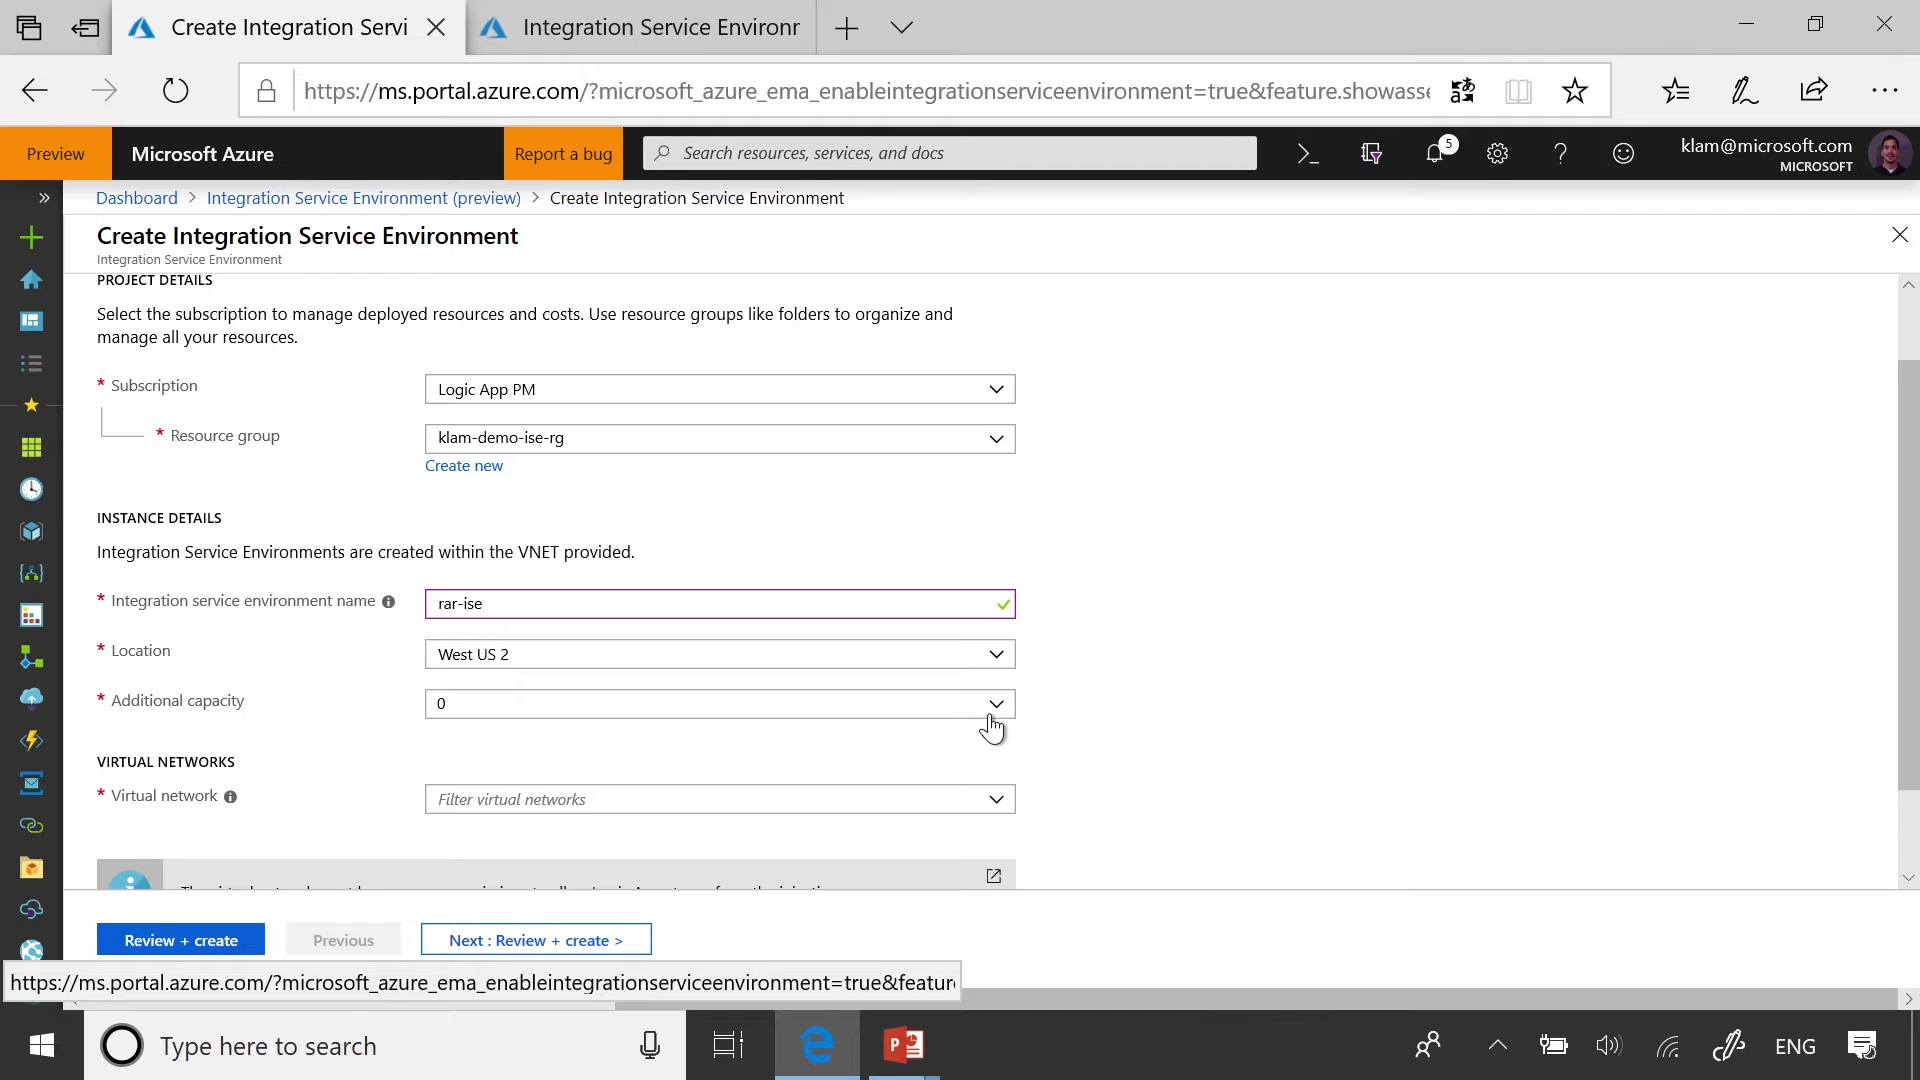 Create Integration Servi
Integration Service Environr
https://ms.portal.azure.com/?microsoft_azure_ema_enableintegrationserviceenvironment=true&feature.showasse
Preview
Microsoft Azure
Report a bug
Search resources, services, and docs
5
klam@microsoft.com
MICROSOFT
Dashboard > Integration Service Environment (preview) > Create Integration Service Environment
Create Integration Service Environment
Integration Service Environment
PROJECT DETAILS
Select the subscription to manage deployed resources and costs. Use resource groups like folders to organize and
manage all your resources.
* Subscription
Logic App PM
* Resource group
klam-demo-ise-rg
Create new
INSTANCE DETAILS
Integration Service Environments are created within the VNET provided.
* Integration service environment name
rar-ise
* Location
West US 2
* Additional capacity
0
VIRTUAL NETWORKS
* Virtual network
Filter virtual networks
Review + create
Previous
Next : Review + create >
https://ms.portal.azure.com/?microsoft_azure_ema_enableintegrationserviceenvironment=true&featur
Type here to search
ENG